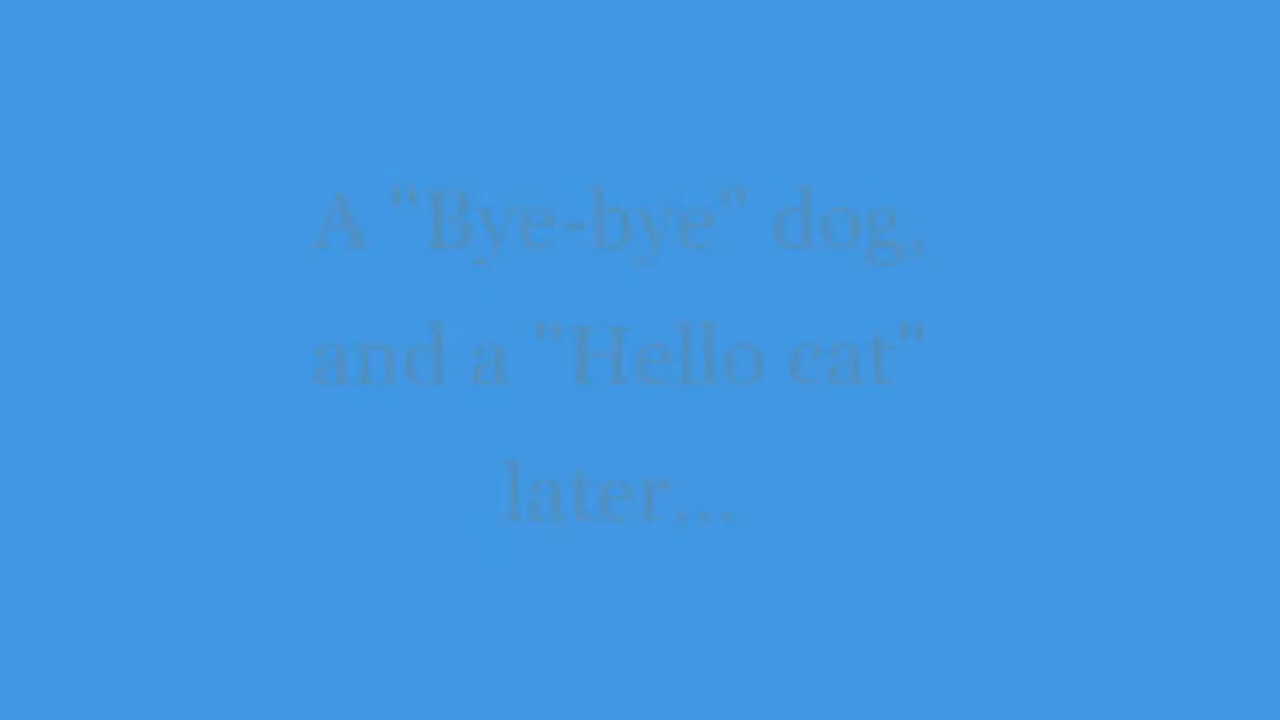 A "Bye-bye" dog,
and a "Hello cat"
later...